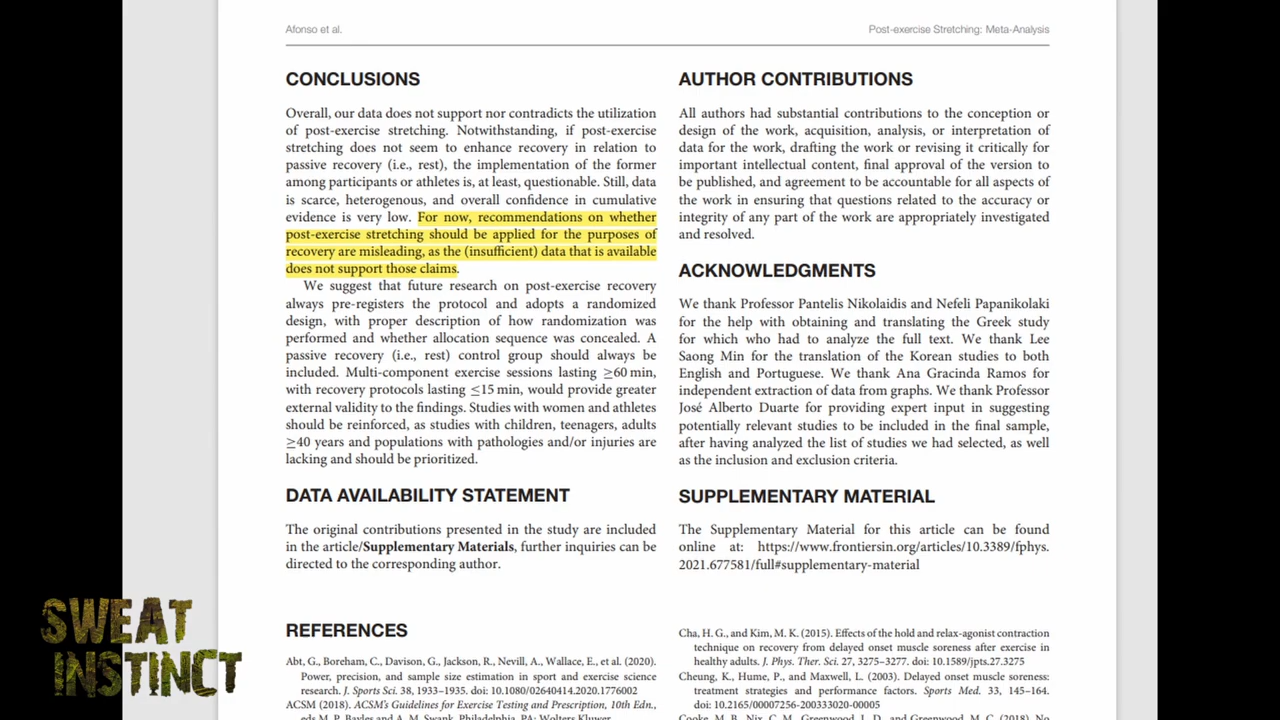 Afonso et al.
Post-exercise Stretching: Meta-Analysis
CONCLUSIONS
Overall, our data does not support nor contradicts the utilization
of post-exercise stretching. Notwithstanding, if post-exercise
stretching does not seem to enhance recovery in relation to
passive recovery (i.e., rest), the implementation of the former
among participants or athletes is, at least, questionable. Still, data
is scarce, heterogenous, and overall confidence in cumulative
evidence is very low. For now, recommendations on whether
post-exercise stretching should be applied for the purposes of
recovery are misleading, as the (insufficient) data that is available
does not support those claims.
We suggest that future research on post-exercise recovery
always pre-registers the protocol and adopts a randomized
design, with proper description of how randomization was
performed and whether allocation sequence was concealed. A
passive recovery (i.e., rest) control group should always be
included. Multi-component exercise sessions lasting ≥60 min,
with recovery protocols lasting ≤15 min, would provide greater
external validity to the findings. Studies with women and athletes
should be reinforced, as studies with children, teenagers, adults
≥40 years and populations with pathologies and/or injuries are
lacking and should be prioritized.
DATA AVAILABILITY STATEMENT
The original contributions presented in the study are included
in the article/Supplementary Materials, further inquiries can be
directed to the corresponding author.
AUTHOR CONTRIBUTIONS
All authors had substantial contributions to the conception or
design of the work, acquisition, analysis, or interpretation of
data for the work, drafting the work or revising it critically for
important intellectual content, final approval of the version to
be published, and agreement to be accountable for all aspects of
the work in ensuring that questions related to the accuracy or
integrity of any part of the work are appropriately investigated
and resolved.
ACKNOWLEDGMENTS
We thank Professor Pantelis Nikolaidis and Nefeli Papanikolaki
for the help with obtaining and translating the Greek study
for which who had to analyze the full text. We thank Lee
Saong Min for the translation of the Korean studies to both
English and Portuguese. We thank Ana Gracinda Ramos for
independent extraction of data from graphs. We thank Professor
José Alberto Duarte for providing expert input in suggesting
potentially relevant studies to be included in the final sample,
after having analyzed the list of studies we had selected, as well
as the inclusion and exclusion criteria.
SUPPLEMENTARY MATERIAL
The Supplementary Material for this article can be found
online at: https://www.frontiersin.org/articles/10.3389/fphys.
2021.677581/full#supplementary-material
REFERENCES
Abt, G., Boreham, C., Davison, G., Jackson, R., Nevill, A., Wallace, E., et al. (2020).
Power, precision, and sample size estimation in sport and exercise science
research. J. Sports Sci. 38, 1933–1935. doi: 10.1080/02640414.2020.1776002
ACSM (2018). ACSM's Guidelines for Exercise Testing and Prescription, 10th Edn.,
eds M. P. Bayles and A. M. Swank. Philadelphia, PA: Wolters Kluwer.
Cha, H. G., and Kim, M. K. (2015). Effects of the hold and relax-agonist contraction
technique on recovery from delayed onset muscle soreness after exercise in
healthy adults. J. Phys. Ther. Sci. 27, 3275–3277. doi: 10.1589/jpts.27.3275
Cheung, K., Hume, P., and Maxwell, L. (2003). Delayed onset muscle soreness:
treatment strategies and performance factors. Sports Med. 33, 145–164.
doi: 10.2165/00007256-200333020-00005
Cooke, M. B., Nix, C. M., Greenwood, L. D., and Greenwood, M. C. (2018). No
SWEAT
INSTINCT